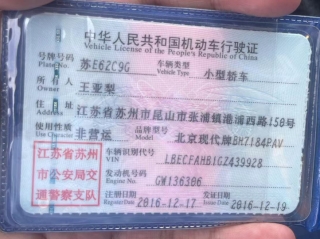 中华人民共和国机动车行驶证
Vehicle License of the People's Republic of China
号牌号码 苏E62C9G 车辆类型 小型轿车
Plate No. Vehicle Type
所有人 王亚梨
Owner
住址 江苏省苏州市昆山市张浦镇港浦西路158号
Address
使用性质 非营运 品牌型号 北京现代牌BH7184PAV
Use Character Model
江苏省苏州 车辆识别代号 LBECFAHB1GZ439928
VIN
市公安局交 发动机号码 GW136306
Engine No.
通警察支队 注册日期 2016-12-17 发证日期 2016-12-19
Register Date Issue Date